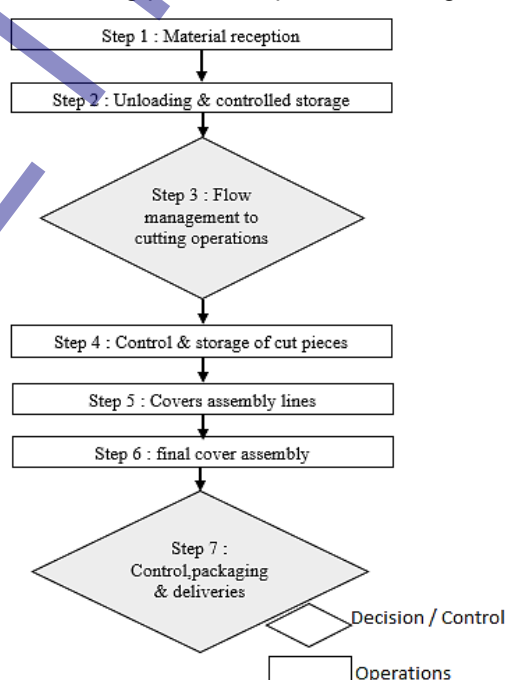 Step 1 : Material reception
Step 2 : Unloading & controlled storage
Step 3 : Flow
management to
cutting operations
Step 4 : Control & storage of cut pieces
Step 5 : Covers assembly lines
Step 6 : final cover assembly
Step 7 :
Control,packaging
& deliveries
Decision / Control
Operations